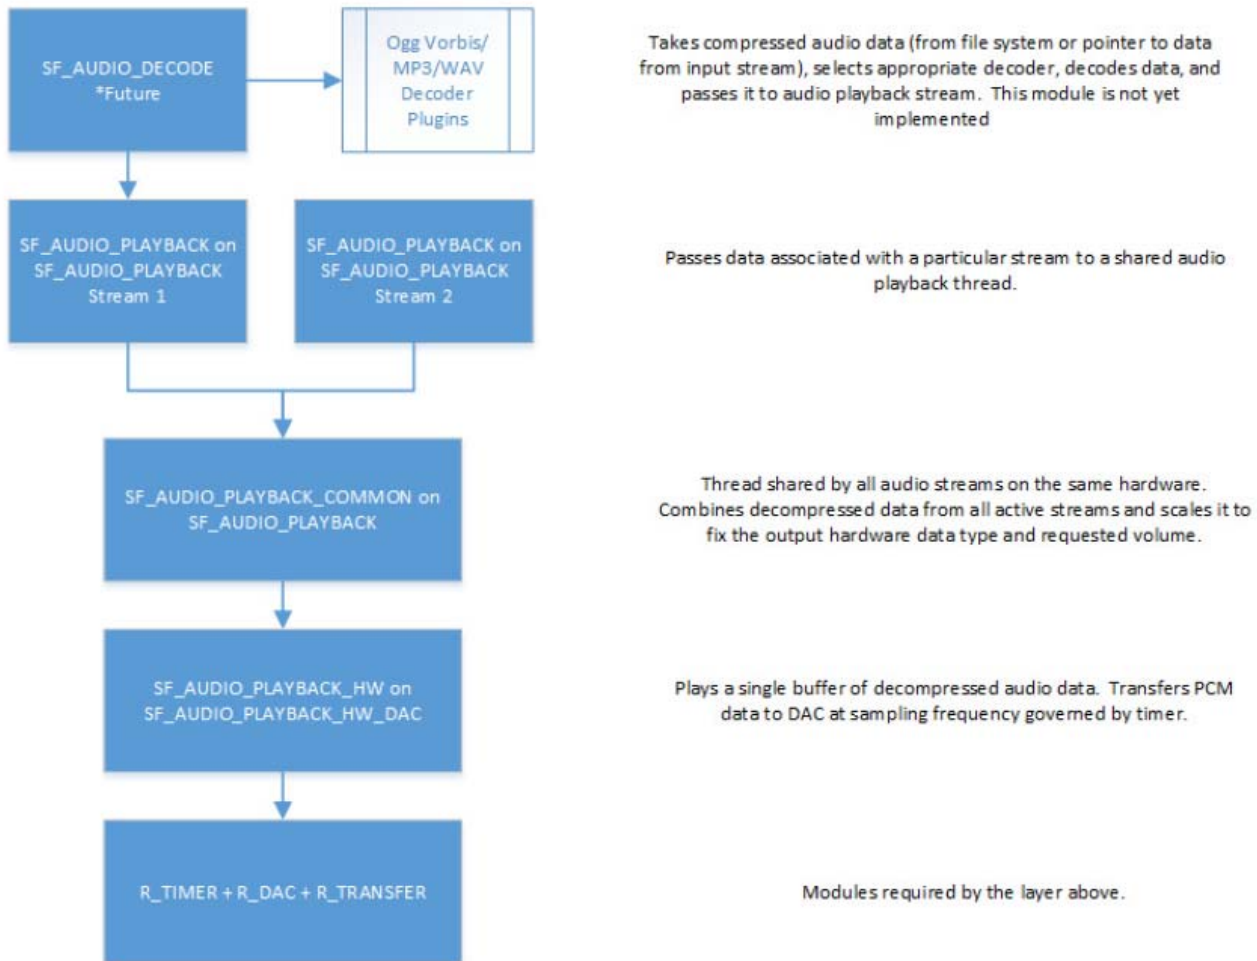 SF_AUDIO_DECODE
*Future
Ogg Vorbis/
MP3/WAV
Decoder
Plugins
Takes compressed audio data (from file system or pointer to data
from input stream), selects appropriate decoder, decodes data, and
passes it to audio playback stream. This module is not yet
implemented
SF_AUDIO_PLAYBACK on
SF_AUDIO_PLAYBACK
Stream 1
SF_AUDIO_PLAYBACK on
SF_AUDIO_PLAYBACK
Stream 2
Passes data associated with a particular stream to a shared audio
playback thread.
SF_AUDIO_PLAYBACK_COMMON on
SF_AUDIO_PLAYBACK
Thread shared by all audio streams on the same hardware.
Combines decompressed data from all active streams and scales it to
fix the output hardware data type and requested volume.
SF_AUDIO_PLAYBACK_HW on
SF_AUDIO_PLAYBACK_HW_DAC
Plays a single buffer of decompressed audio data. Transfers PCM
data to DAC at sampling frequency governed by timer.
R_TIMER + R_DAC + R_TRANSFER
Modules required by the layer above.